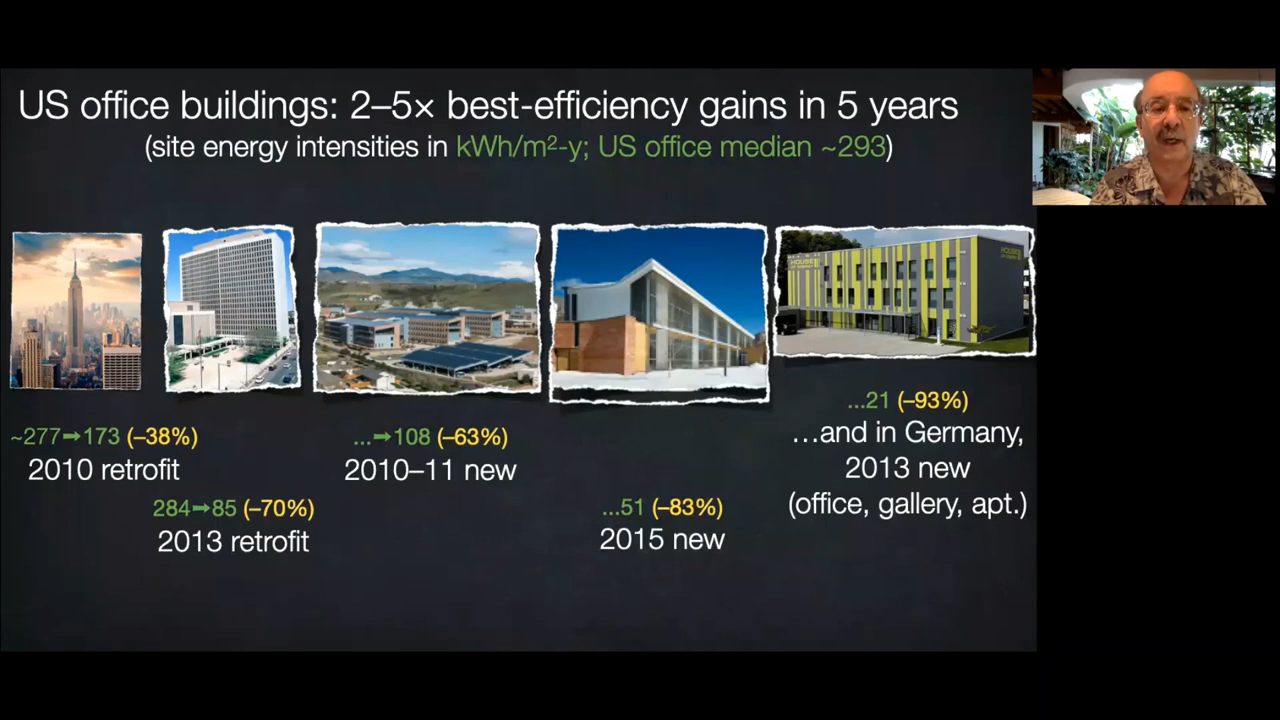 US office buildings: 2–5× best-efficiency gains in 5 years
(site energy intensities in kWh/m²-y; US office median ~293)
HOUSE
HOUSE
~277➡173 (–38%)
2010 retrofit
284➡85 (–70%)
2013 retrofit
...➡108 (–63%)
2010–11 new
...51 (–83%)
2015 new
...21 (–93%)
…and in Germany,
2013 new
(office, gallery, apt.)